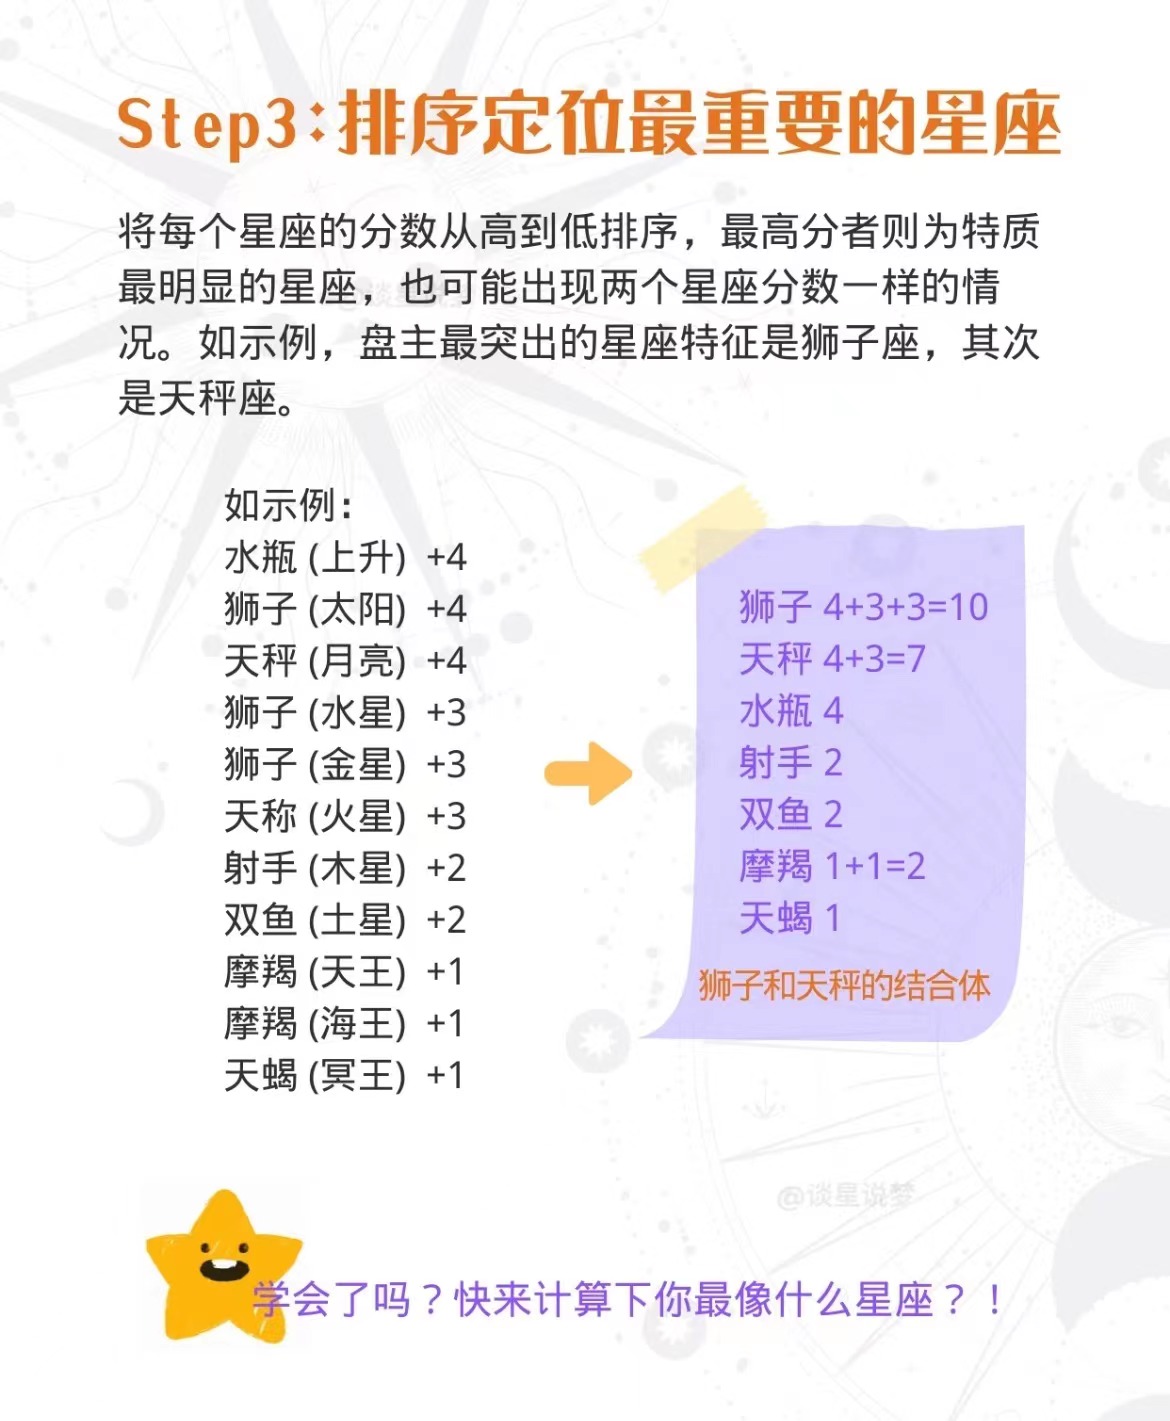 Step3:排序定位最重要的星座
将每个星座的分数从高到低排序，最高分者则为特质
最明显的星座，也可能出现两个星座分数一样的情
况。如示例，盘主最突出的星座特征是狮子座，其次
是天秤座。
如示例：
水瓶 (上升) +4
狮子 (太阳) +4
天秤 (月亮) +4
狮子 (水星) +3
狮子 (金星) +3
天称 (火星) +3
射手 (木星) +2
双鱼 (土星) +2
摩羯 (天王) +1
摩羯 (海王) +1
天蝎 (冥王) +1
狮子 4+3+3=10
天秤 4+3=7
水瓶 4
射手 2
双鱼 2
摩羯 1+1=2
天蝎 1
狮子和天秤的结合体
@谈星说梦
学会了吗？快来计算下你最像什么星座？！